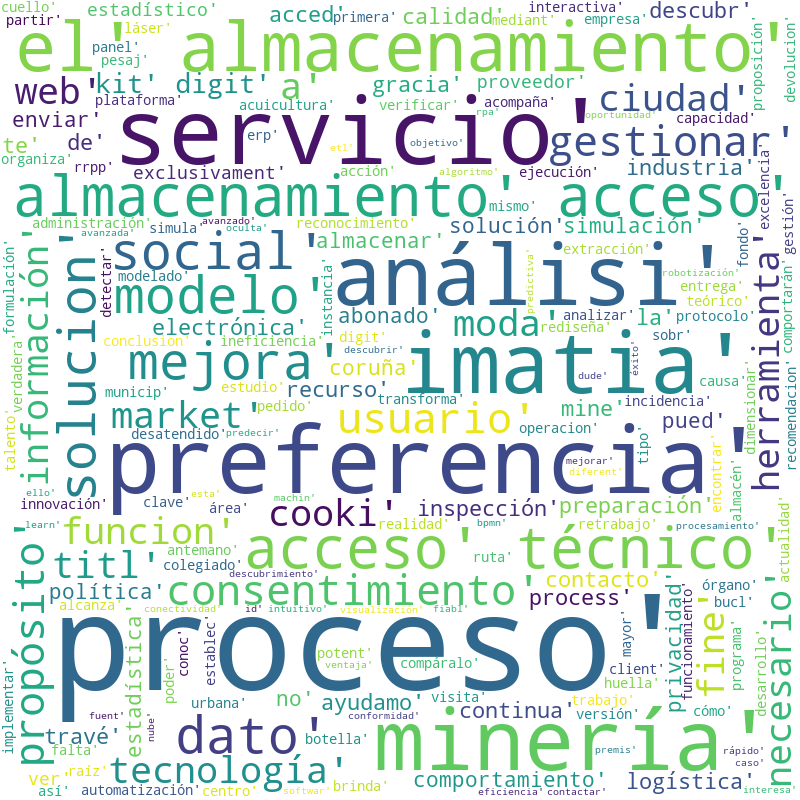 cuello'
estadístico'
láser'
acced'
primera'
interactiva'
mediant'
empresa'
descubr'
partir'
calidad'
panel'
pesaj'
el' almacenamiento'
proposición'
devolucion'
web'
kit' digit'
a'
gracia'
proveedor'
plataforma'
acuicultura'
verificar'
acompaña'
ciudad'
capacidad'
enviar'
servicio'
te'
de'
rrpp'
erp'
etl'
objetivo'
rpa'
oportunidad'
gestionar'
organiza'
exclusivament'
acción'
algoritmo'
ejecución'
industria'
excelencia'
gestión'
almacenamiento' acceso'
mismo'
administración'
simula'
avanzado'
oculta'
reconocimiento'
solución'
simulación'
fondo'
avanzada'
social'
almacenar'
extracción'
formulación'
información'
solucion'
detectar'
modelado'
instancia'
análisi'
predictiva'
robotización'
entrega'
teórico'
herramienta'
comportarán'
modelo'
abonado'
moda'
analizar'
la'
protocolo'
electrónica'
rediseña'
conclusion'
ineficiencia'
digit'
sobr'
mejora'
descubrir'
coruña'
imatia'
dude'
éxito'
causa'
dimensionar'
recomendacion'
verdadera'
talento'
municip'
estudio'
recurso'
transforma'
incidencia'
market'
pedido'
usuario'
mine'
pued'
desatendido'
predecir'
operacion'
tipo'
encontrar'
almacén'
preferencia'
mejorar'
diferent'
ello'
esta'
innovación'
clave'
área'
machin'
cooki'
inspección'
preparación'
learn'
funcion'
realidad'
bpmn'
retrabajo'
procesamiento'
actualidad'
propósito'
titl'
antemano'
acceso' técnico'
ruta'
colegiado'
descubrimiento'
política'
consentimiento'
contacto'
órgano'
necesario'
alcanza'
conectividad'
id'
intuitivo'
visualización'
fiabl'
process'
bucl'
fine'
privacidad'
funcionamiento'
programa'
desarrollo'
implementar'
estadística'
conoc'
establec'
proceso'
potent'
ventaja'
compáralo'
mayor'
client'
huella'
poder'
urbana'
no'
ayudamo'
visita'
trabajo'
travé'
fuent'
nube'
dato'
conformidad'
botella'
continua'
versión'
cómo'
falta'
minería'
premis'
rápido'
caso'
ver'
raíz'
tecnología'
comportamiento'
logística'
así'
automatización'
centro'
softwar'
brinda'
eficiencia'
contactar'
interesa'